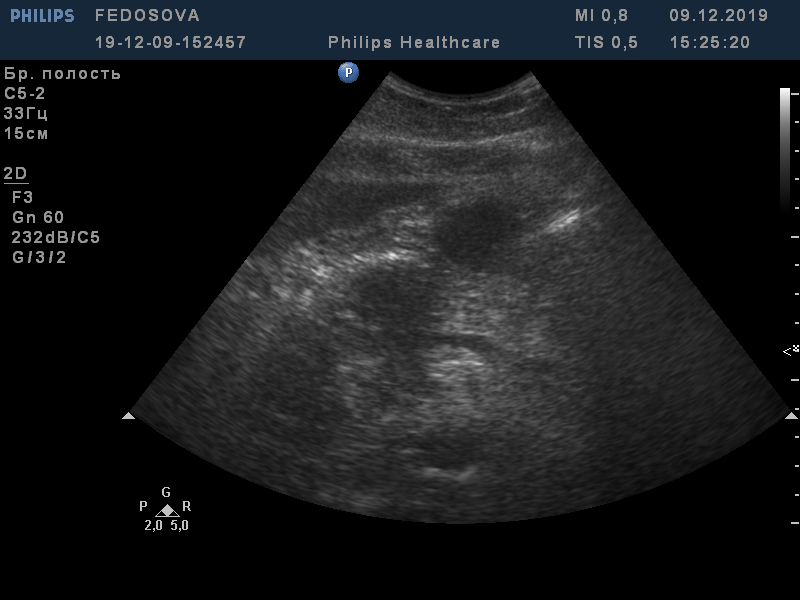 PHILIPS FEDOSOVA MI 0,8 09.12.2019
19-12-09-152457 Philips Healthcare TIS 0,5 15:25:20
P
Бр. полость
C5-2
33Гц
15см
2D
F3
Gn 60
232dB/C5
G/3/2
G
P R
2,0 5,0